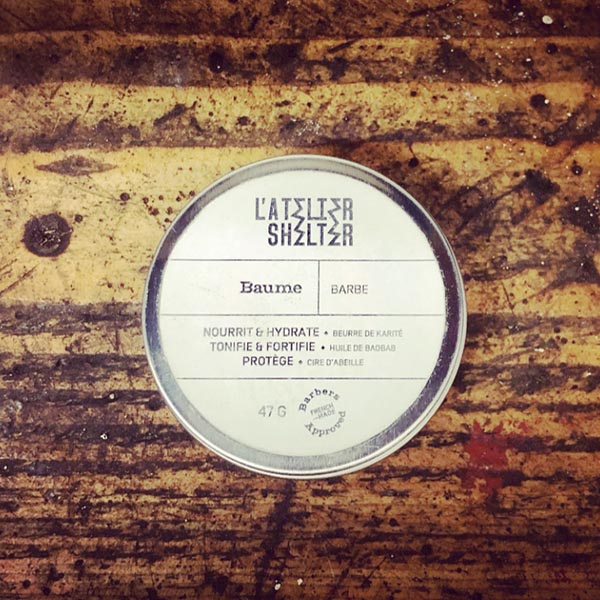 L'ATELIER
SHELTER
Baume
BARBE
NOURRIT & HYDRATE • BEURRE DE KARITÉ
TONIFIE & FORTIFIE • HUILE DE BAOBAB
PROTÈGE • CIRE D'ABEILLE
47 G
Barbers
FRENCH
MADE
Approved